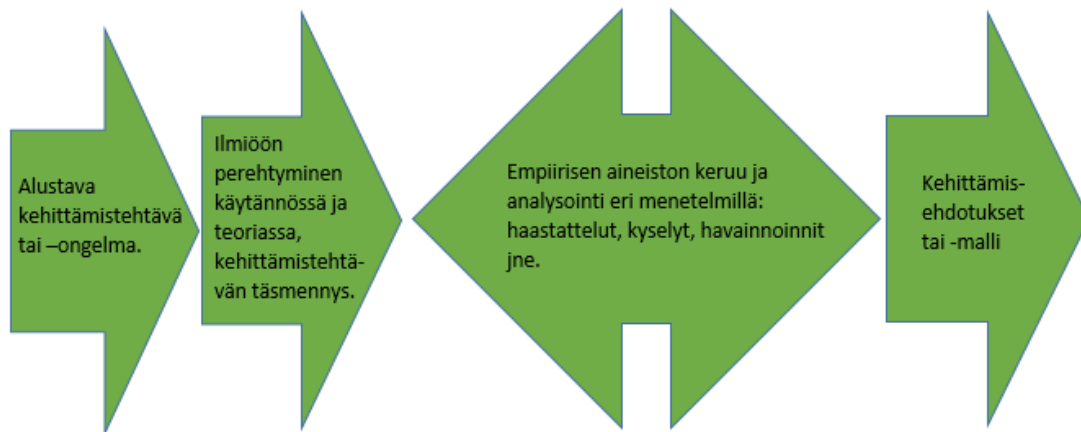 Alustava
kehittämistehtävä
tai –ongelma.
Ilmiöön
perehtyminen
käytännössä ja
teoriassa,
kehittämistehtä-
vän täsmennys.
Empiirisen aineiston keruu ja
analysointi eri menetelmillä:
haastattelut, kyselyt, havainnoinnit
jne.
Kehittämis-
ehdotukset
tai -malli